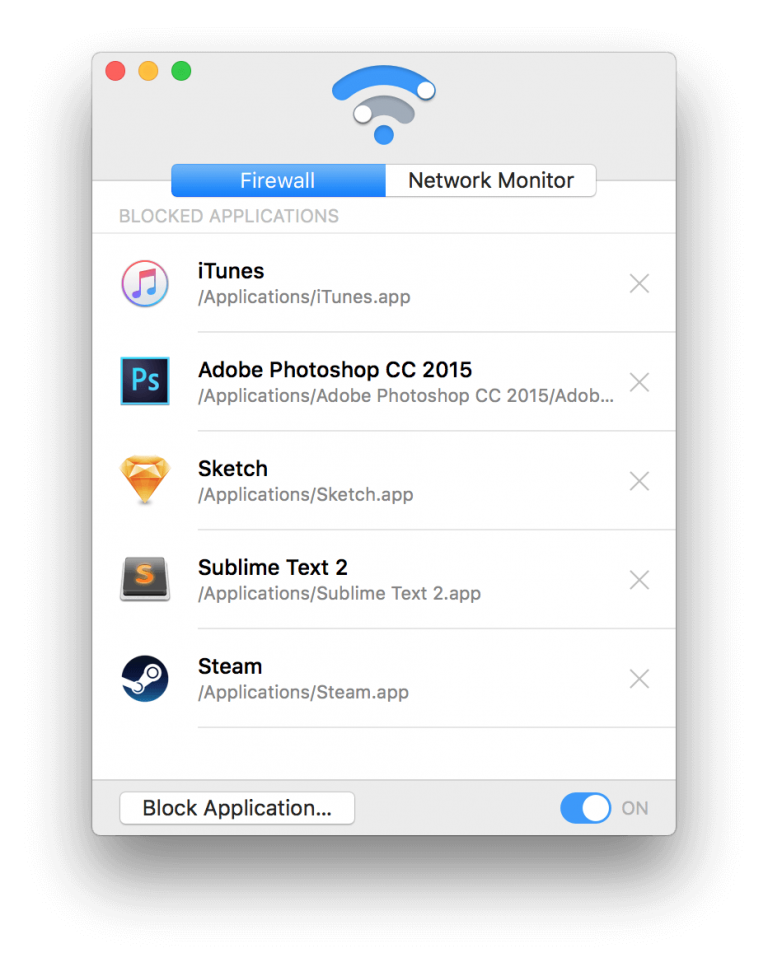 Firewall
Network Monitor
BLOCKED APPLICATIONS
iTunes
/Applications/iTunes.app
Ps
Adobe Photoshop CC 2015
/Applications/Adobe Photoshop CC 2015/Adob...
Sketch
/Applications/Sketch.app
S
Sublime Text 2
/Applications/Sublime Text 2.app
Steam
/Applications/Steam.app
Block Application...
ON